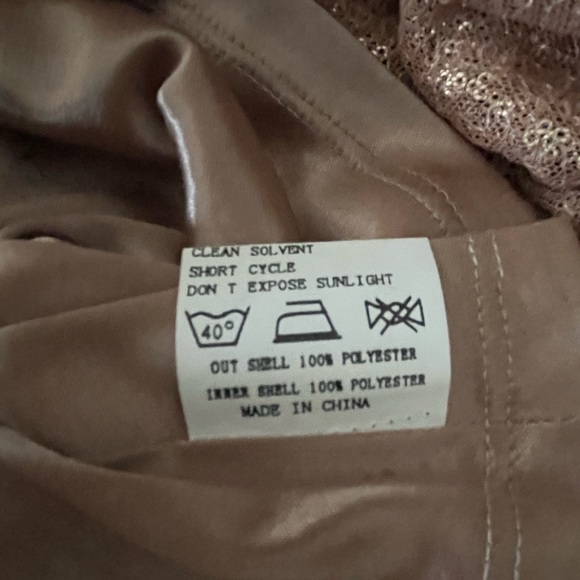 CLEAN SOLVENT
SHORT CYCLE
DON T EXPOSE SUNLIGHT
40°
OUT SHELL 100% POLYESTER
INNER SHELL 100% POLYESTER
MADE IN CHINA